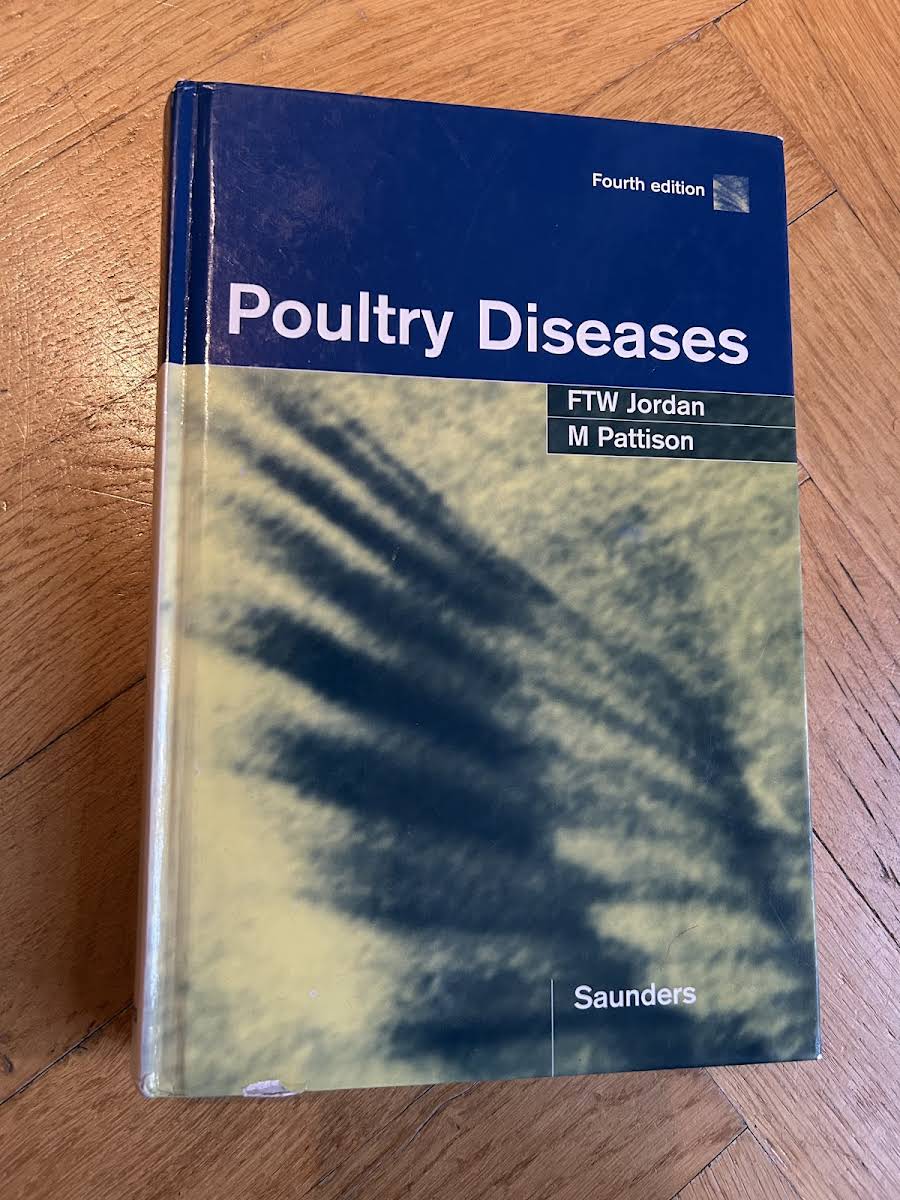 Fourth edition
Poultry Diseases
FTW Jordan
M Pattison
Saunders